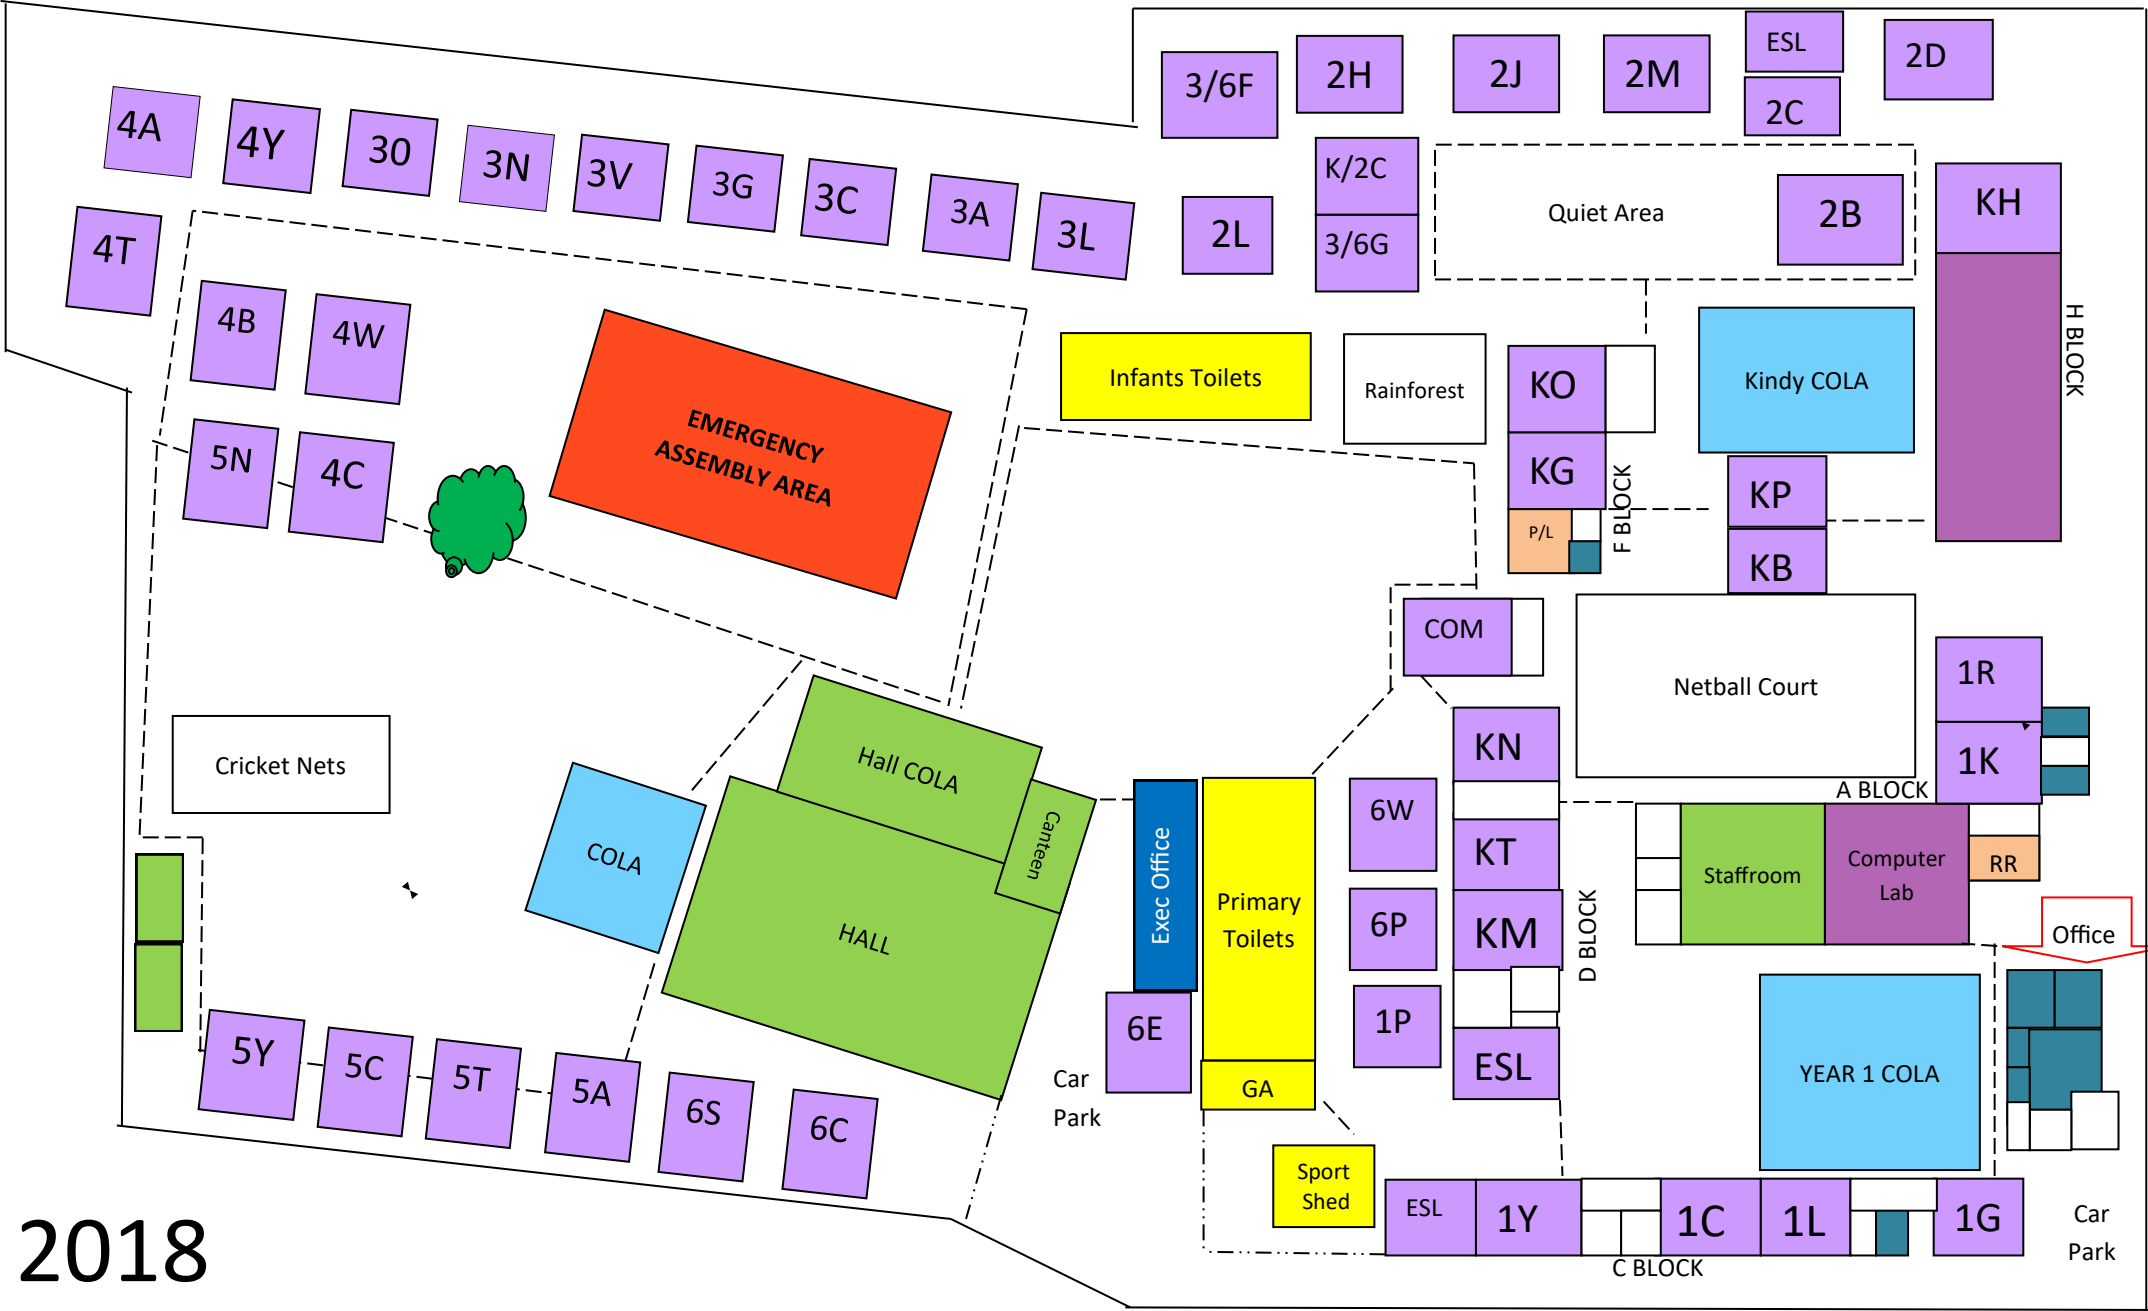 ESL
2D
3/6F
2H
2J
2M
2C
4A
4Y
30
3N
3V
3G
3C
3A
3L
K/2C
3/6G
2L
Quiet Area
2B
KH
4T
4B
4W
H BLOCK
Infants Toilets
Rainforest
KO
Kindy COLA
EMERGENCY
ASSEMBLY AREA
5N
4C
KG
KP
P/L
F BLOCK
KB
COM
Netball Court
1R
1K
A BLOCK
Cricket Nets
Hall COLA
KN
COLA
Canteen
HALL
Exec Office
Primary
Toilets
6W
KT
6P
KM
D BLOCK
Staffroom
Computer
Lab
RR
Office
1P
6E
ESL
GA
YEAR 1 COLA
Car
Park
5Y
5C
5T
5A
6S
6C
Sport
Shed
ESL
1Y
1C
1L
1G
Car
Park
C BLOCK
2018